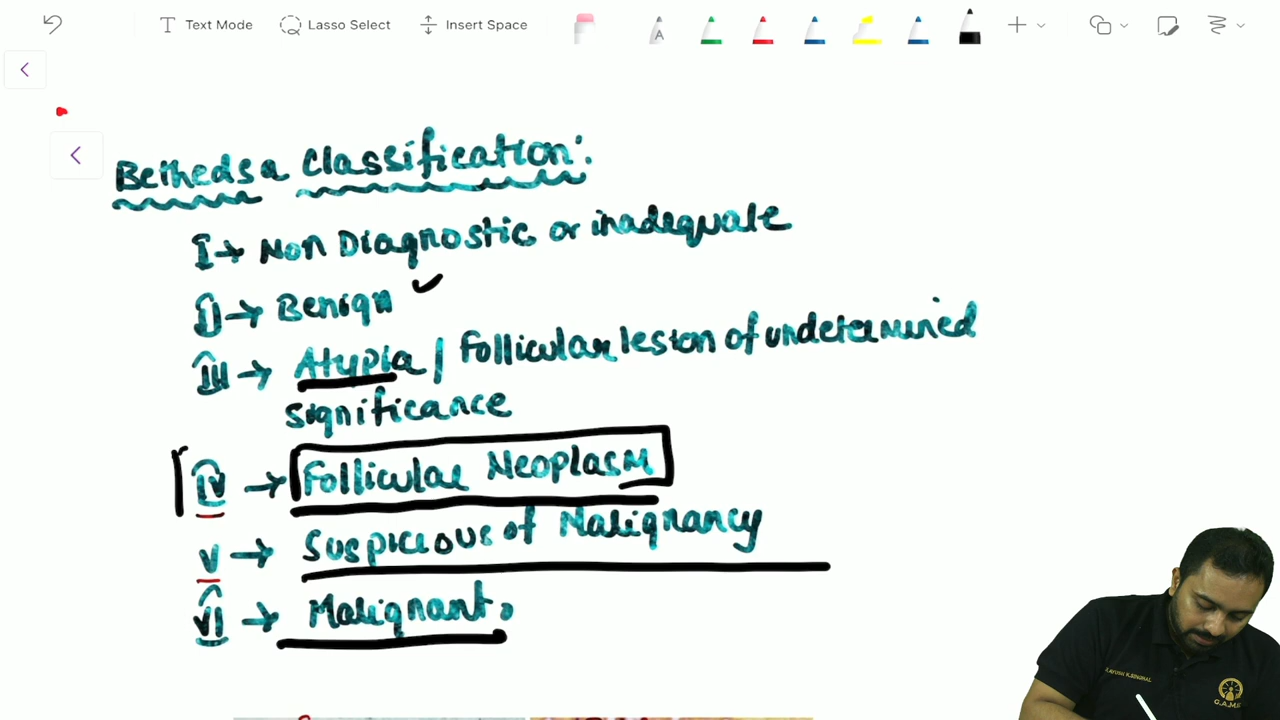 Text Mode
Lasso Select
Insert Space
Bethedsa Classification:
I → Non Diagnostic or inadequate
II → Benign
III → Atypia / Follicular lesion of undetermined
significance
IV → Follicular Neoplasm
V → Suspicious of Malignancy
VI → Malignant.